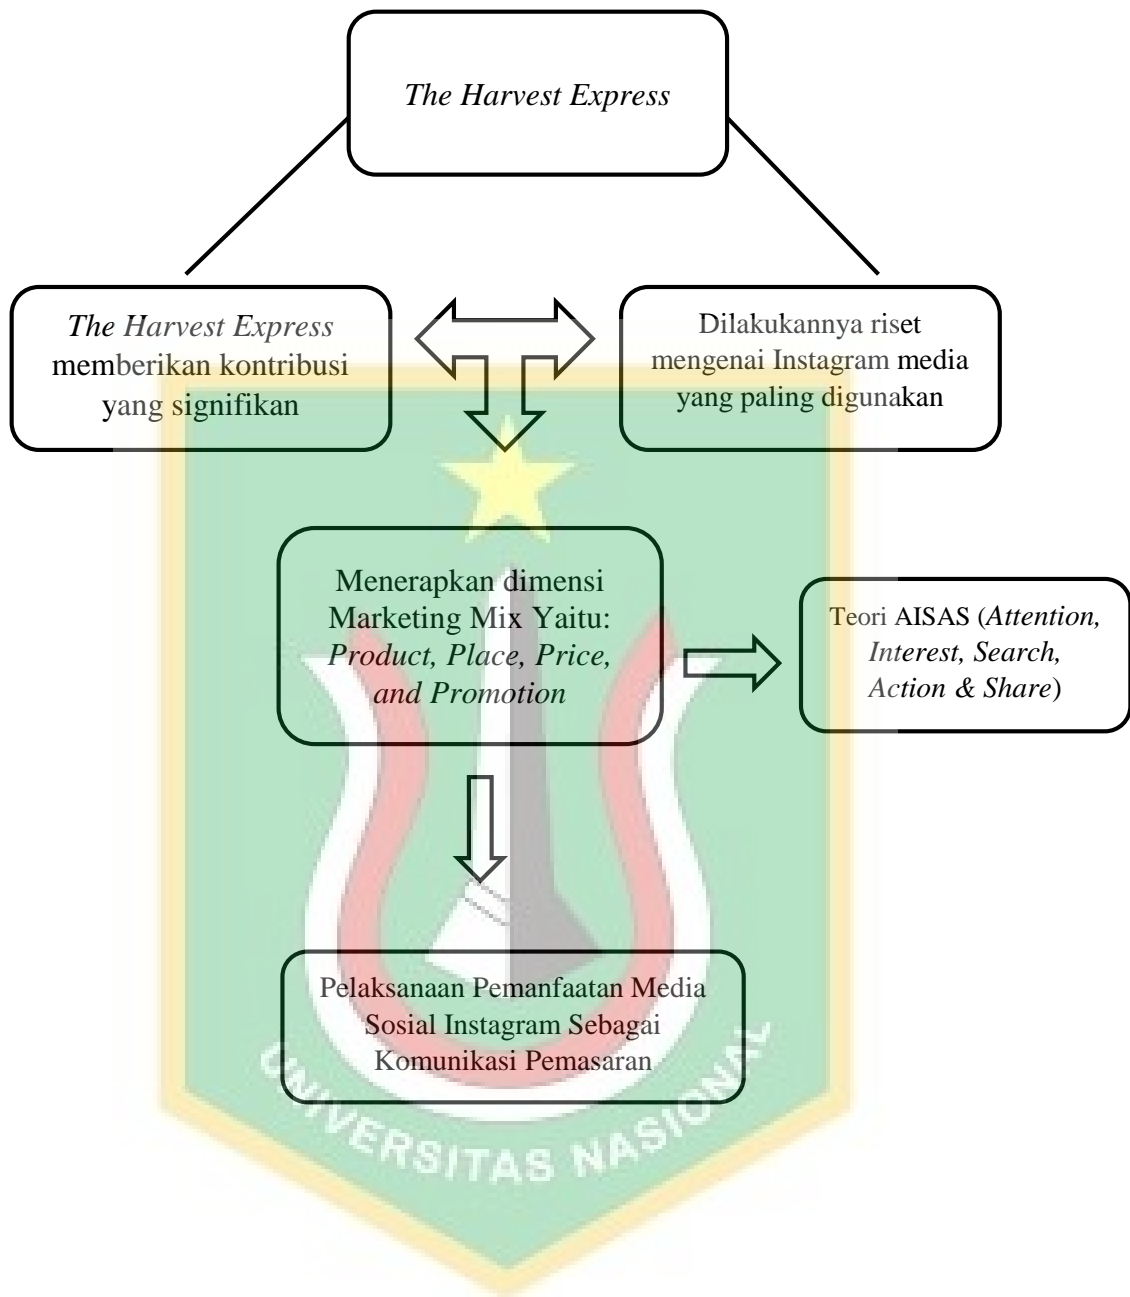 The Harvest Express
The Harvest Express
memberikan kontribusi
yang signifikan
Dilakukannya riset
mengenai Instagram media
yang paling digunakan
Menerapkan dimensi
Marketing Mix Yaitu:
Product, Place, Price,
and Promotion
Teori AISAS (Attention,
Interest, Search,
Action & Share)
Pelaksanaan Pemanfaatan Media
Sosial Instagram Sebagai
Komunikasi Pemasaran
UNIVERSITAS NASIONAL